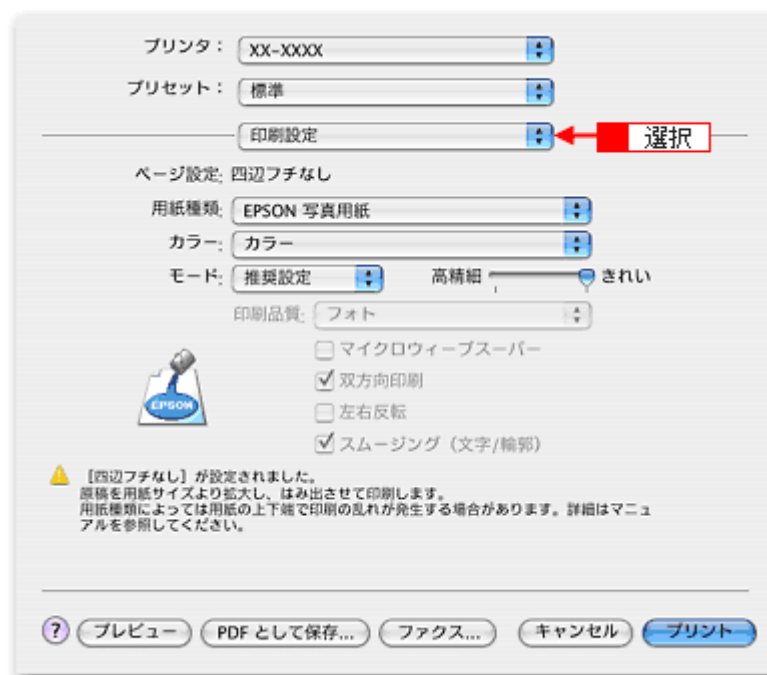 プリンタ： XX-XXXX
プリセット： 標準
印刷設定 選択
ページ設定: 四辺フチなし
用紙種類: EPSON 写真用紙
カラー: カラー
モード: 推奨設定 高精細 きれい
印刷品質: フォト
マイクロウィーブスーパー
双方向印刷
左右反転
スムージング（文字/輪郭）
EPSON
［四辺フチなし］が設定されました。
原稿を用紙サイズより拡大し、はみ出させて印刷します。
用紙種類によっては用紙の上下端で印刷の乱れが発生する場合があります。詳細はマニュ
アルを参照してください。
? プレビュー PDF として保存... ファクス... キャンセル プリント